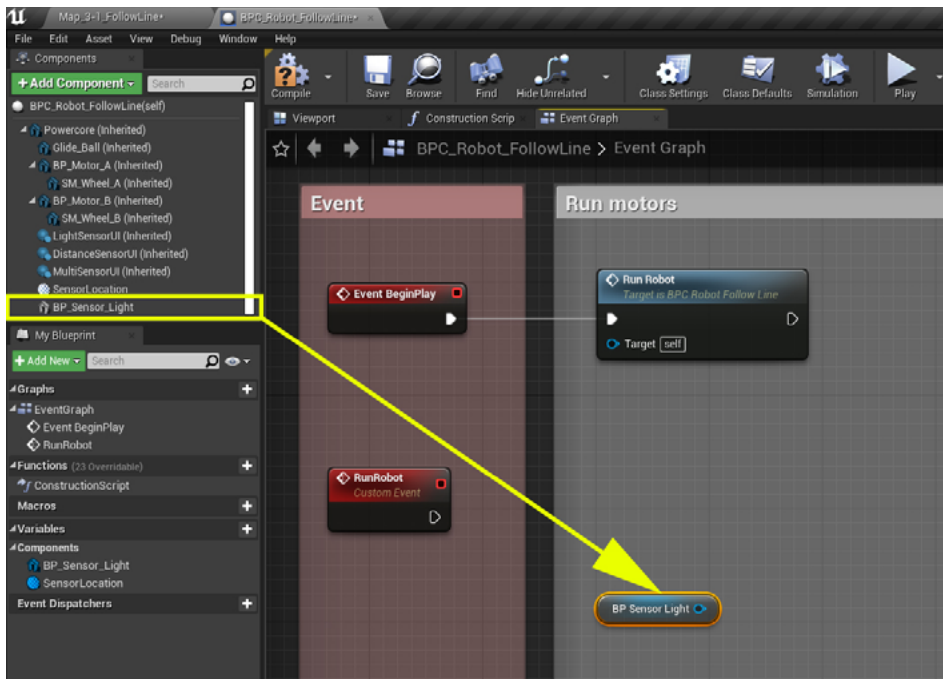 Map_3-1_FollowLine•
BPC_Robot_FollowLine•
File Edit Asset View Debug Window Help
Components
+Add Component
Search
BPC_Robot_FollowLine(self)
Powercore (Inherited)
Glide_Ball (Inherited)
BP_Motor_A (Inherited)
SM_Wheel_A (Inherited)
BP_Motor_B (Inherited)
SM_Wheel_B (Inherited)
LightSensorUI (Inherited)
DistanceSensorUI (Inherited)
MultiSensorUI (Inherited)
SensorLocation
BP_Sensor_Light
My Blueprint
+Add New
Search
Graphs
EventGraph
Event BeginPlay
RunRobot
Functions (23 Overridable)
ConstructionScript
Macros
Variables
Components
BP_Sensor_Light
SensorLocation
Event Dispatchers
Compile Save Browse Find Hide Unrelated Class Settings Class Defaults Simulation Play
Viewport
Construction Scrip
Event Graph
BPC_Robot_FollowLine > Event Graph
Event
Run motors
Event BeginPlay
Run Robot
Target is BPC Robot Follow Line
Target self
RunRobot
Custom Event
BP Sensor Light